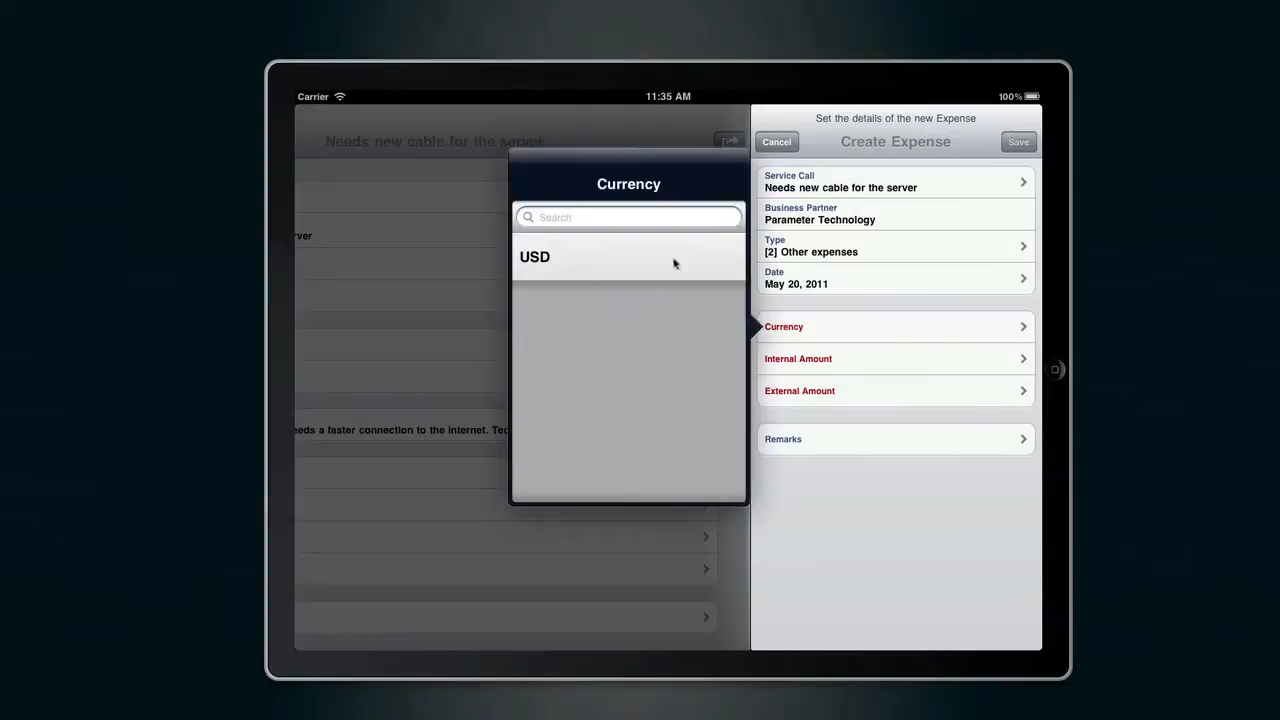 Carrier
11:35 AM
100%
Needs new cable for the server
rver
eeds a faster connection to the internet. Tec
Currency
Search
USD
Set the details of the new Expense
Cancel
Create Expense
Save
Service Call
Needs new cable for the server
Business Partner
Parameter Technology
Type
[2] Other expenses
Date
May 20, 2011
Currency
Internal Amount
External Amount
Remarks